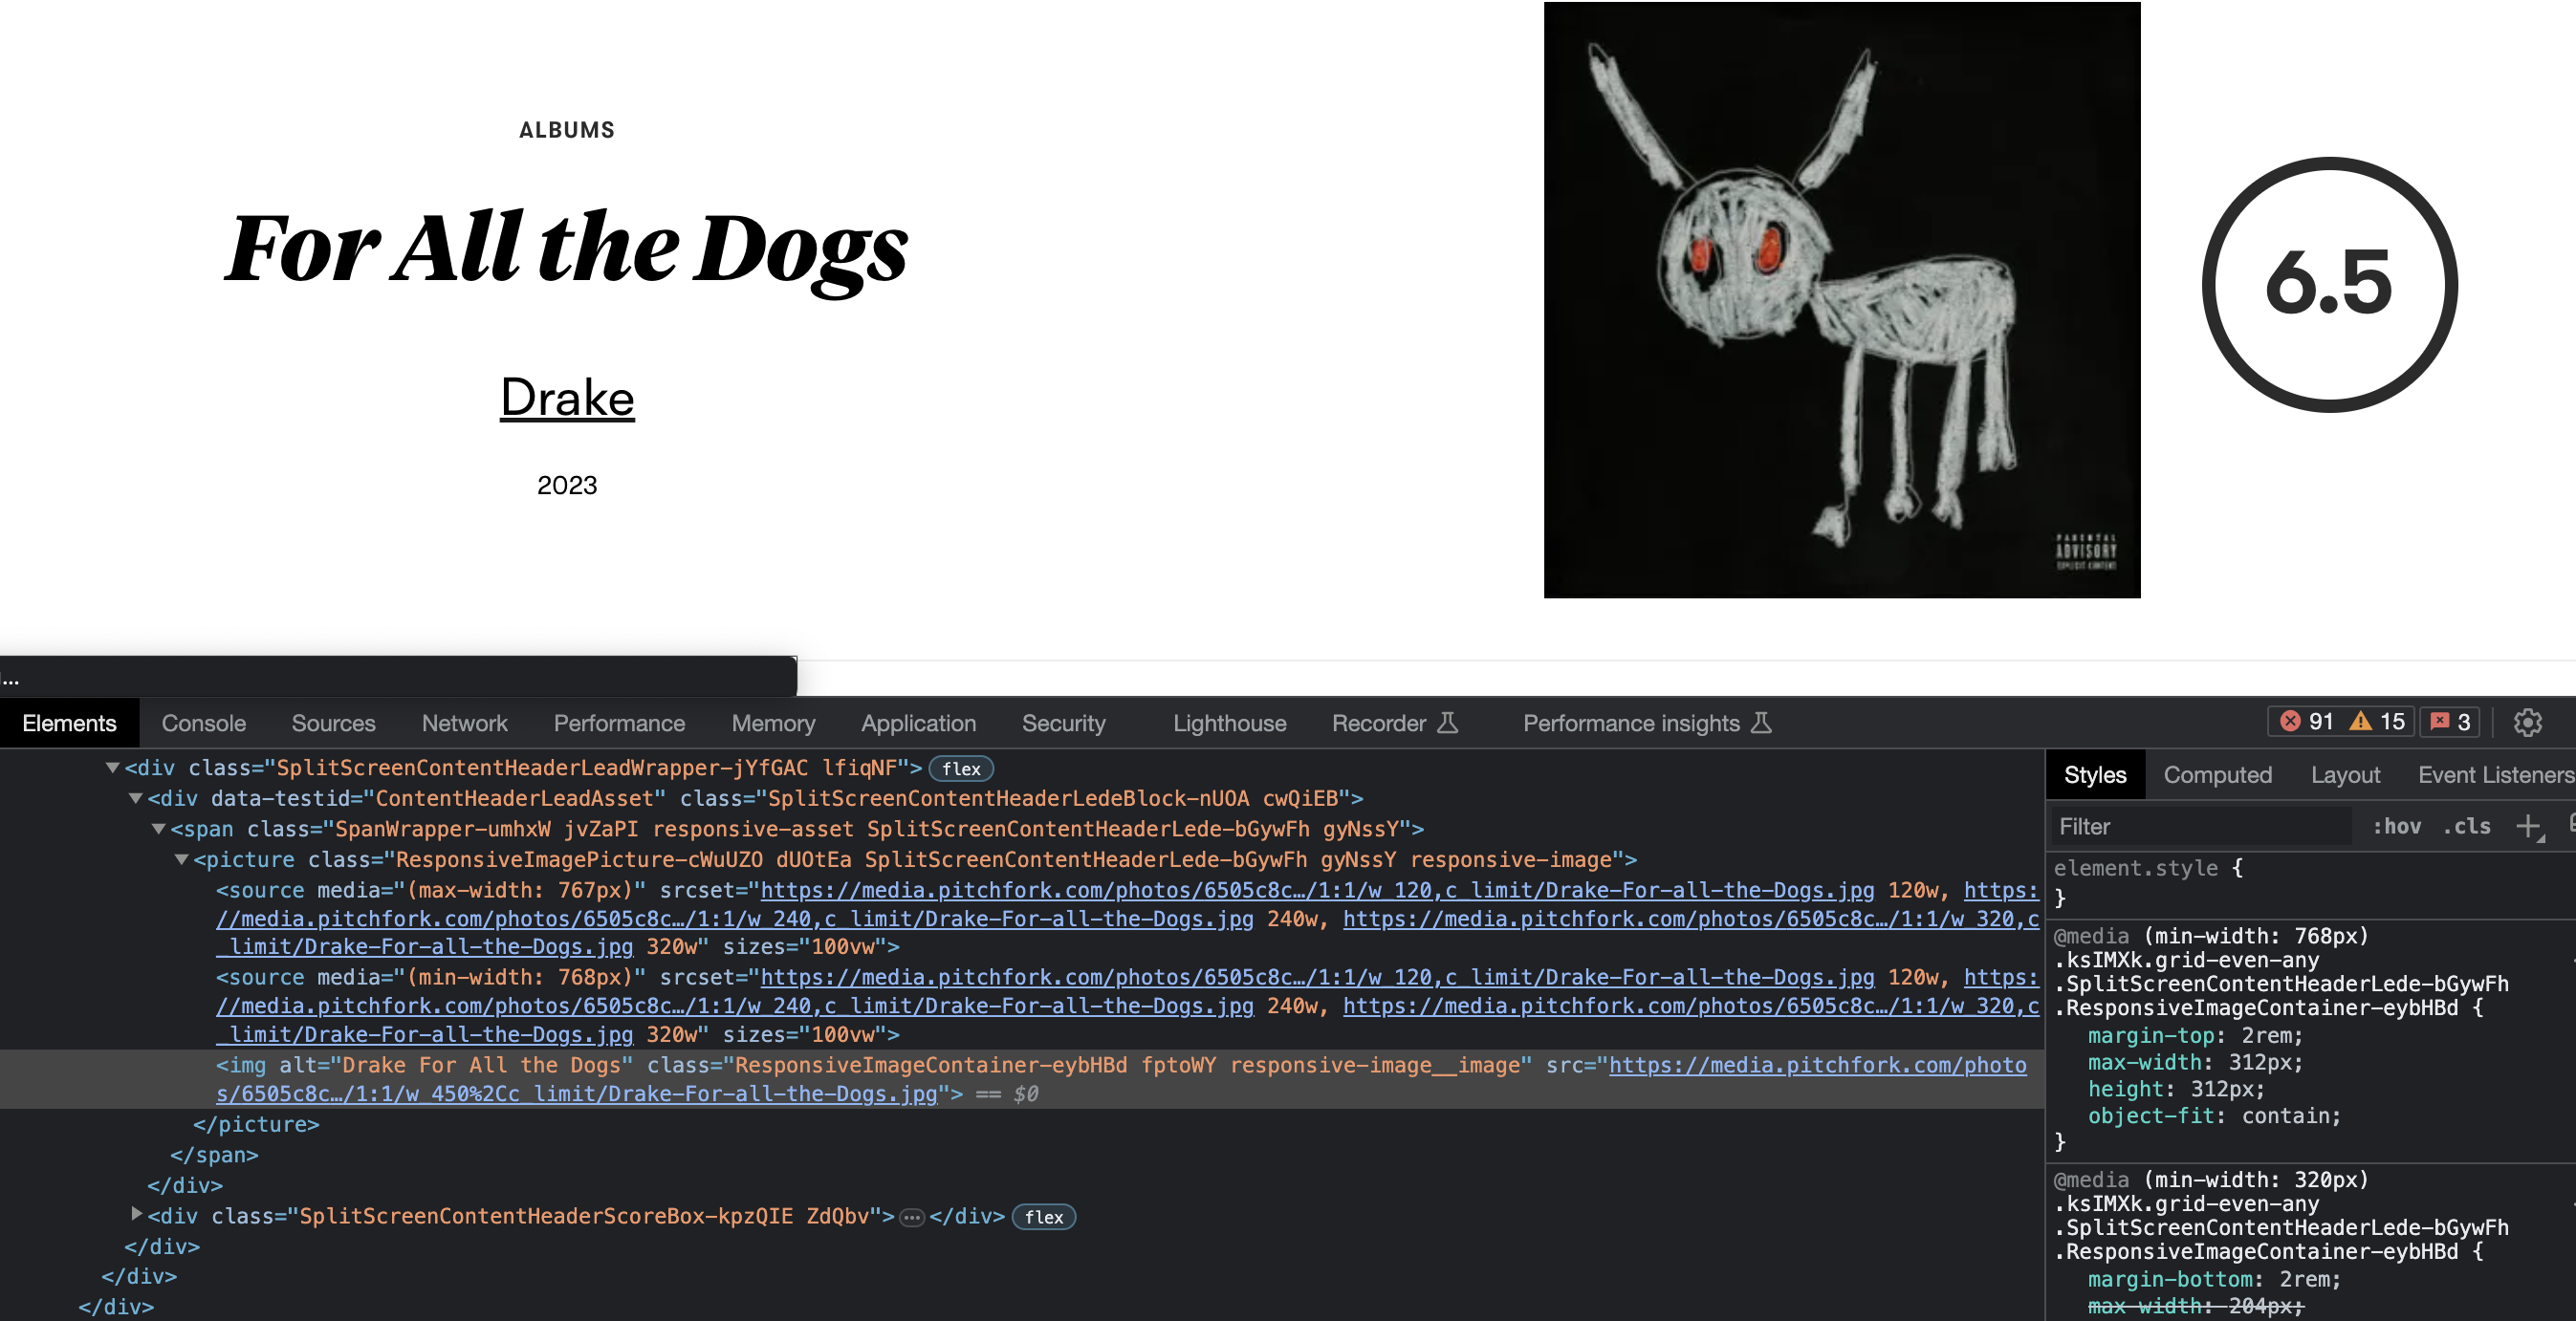 ALBUMS
For All the Dogs
Drake
2023
PARENTAL
ADVISORY
EXPLICIT CONTENT
6.5
...
Elements Console Sources Network Performance Memory Application Security Lighthouse Recorder Performance insights 91 15 3
<div class="SplitScreenContentHeaderLeadWrapper-jYfGAC lfiqNF"> flex
<div data-testid="ContentHeaderLeadAsset" class="SplitScreenContentHeaderLedeBlock-nUOA cwQiEB">
<span class="SpanWrapper-umhxW jvZaPI responsive-asset SplitScreenContentHeaderLede-bGywFh gyNssY">
<picture class="ResponsiveImagePicture-cWuUZO dUOtEa SplitScreenContentHeaderLede-bGywFh gyNssY responsive-image">
<source media="(max-width: 767px)" srcset="https://media.pitchfork.com/photos/6505c8c…/1:1/w_120,c_limit/Drake-For-all-the-Dogs.jpg 120w, https:
//media.pitchfork.com/photos/6505c8c…/1:1/w_240,c_limit/Drake-For-all-the-Dogs.jpg 240w, https://media.pitchfork.com/photos/6505c8c…/1:1/w_320,c
_limit/Drake-For-all-the-Dogs.jpg 320w" sizes="100vw">
<source media="(min-width: 768px)" srcset="https://media.pitchfork.com/photos/6505c8c…/1:1/w_120,c_limit/Drake-For-all-the-Dogs.jpg 120w, https:
//media.pitchfork.com/photos/6505c8c…/1:1/w_240,c_limit/Drake-For-all-the-Dogs.jpg 240w, https://media.pitchfork.com/photos/6505c8c…/1:1/w_320,c
_limit/Drake-For-all-the-Dogs.jpg 320w" sizes="100vw">
<img alt="Drake For All the Dogs" class="ResponsiveImageContainer-eybHBd fptoWY responsive-image__image" src="https://media.pitchfork.com/photo
s/6505c8c…/1:1/w_450%2Cc_limit/Drake-For-all-the-Dogs.jpg"> == $0
</picture>
</span>
</div>
<div class="SplitScreenContentHeaderScoreBox-kpzQIE ZdQbv">…</div> flex
</div>
</div>
</div>
Styles Computed Layout Event Listeners
Filter :hov .cls
element.style {
}
@media (min-width: 768px)
.ksIMXk.grid-even-any
.SplitScreenContentHeaderLede-bGywFh
.ResponsiveImageContainer-eybHBd {
margin-top: 2rem;
max-width: 312px;
height: 312px;
object-fit: contain;
}
@media (min-width: 320px)
.ksIMXk.grid-even-any
.SplitScreenContentHeaderLede-bGywFh
.ResponsiveImageContainer-eybHBd {
margin-bottom: 2rem;
max-width: 204px;